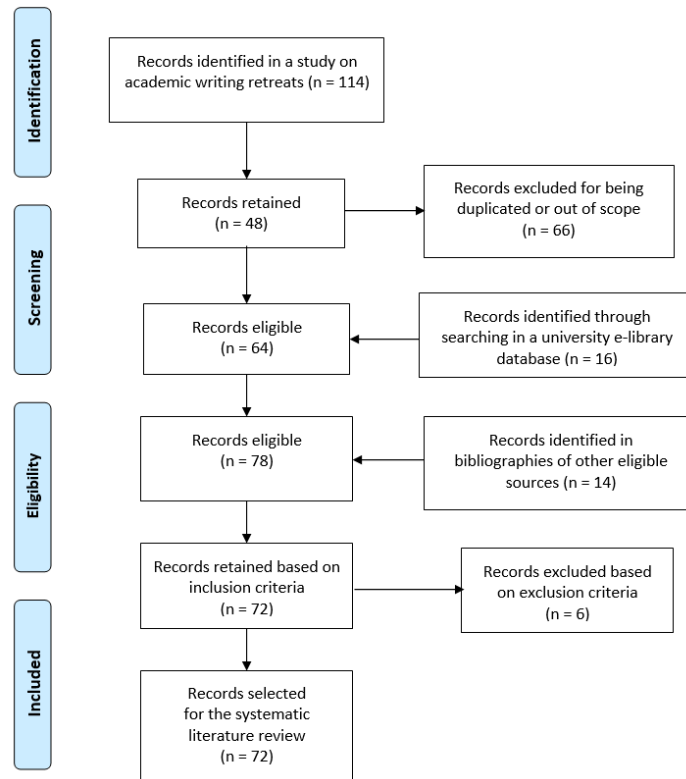 Identification
Records identified in a study on
academic writing retreats (n = 114)
Records retained
(n = 48)
Records excluded for being
duplicated or out of scope
(n = 66)
Screening
Records eligible
(n = 64)
Records identified through
searching in a university e-library
database (n = 16)
Eligibility
Records eligible
(n = 78)
Records identified in
bibliographies of other eligible
sources (n = 14)
Records retained based on
inclusion criteria
(n = 72)
Records excluded based
on exclusion criteria
(n = 6)
Included
Records selected
for the systematic
literature review
(n = 72)